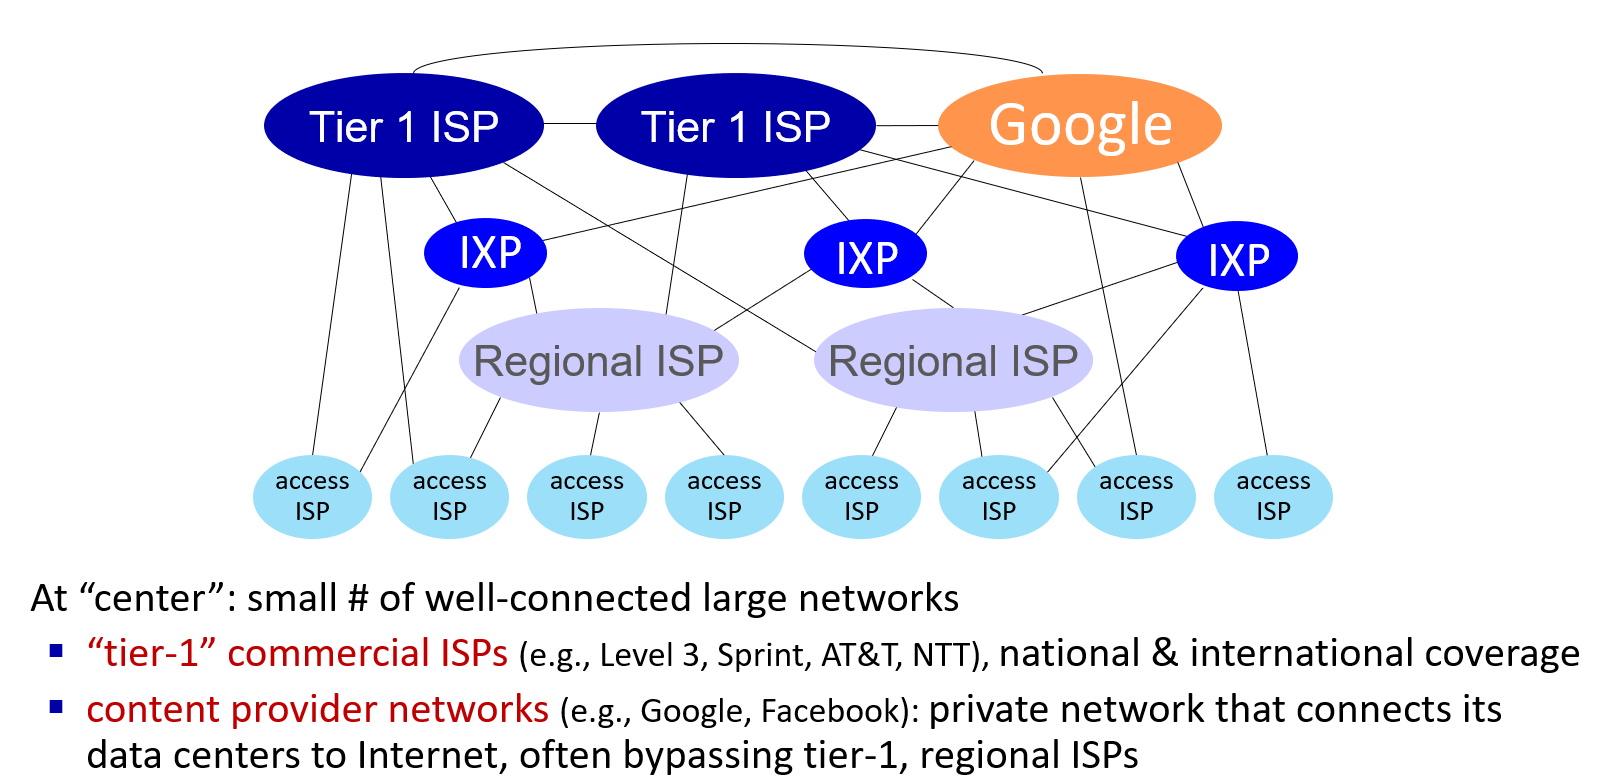 Tier 1 ISP
Tier 1 ISP
Google
IXP
IXP
IXP
Regional ISP
Regional ISP
access
ISP
access
ISP
access
ISP
access
ISP
access
ISP
access
ISP
access
ISP
access
ISP
At “center”: small # of well-connected large networks
▪ “tier-1” commercial ISPs (e.g., Level 3, Sprint, AT&T, NTT), national & international coverage
▪ content provider networks (e.g., Google, Facebook): private network that connects its
data centers to Internet, often bypassing tier-1, regional ISPs